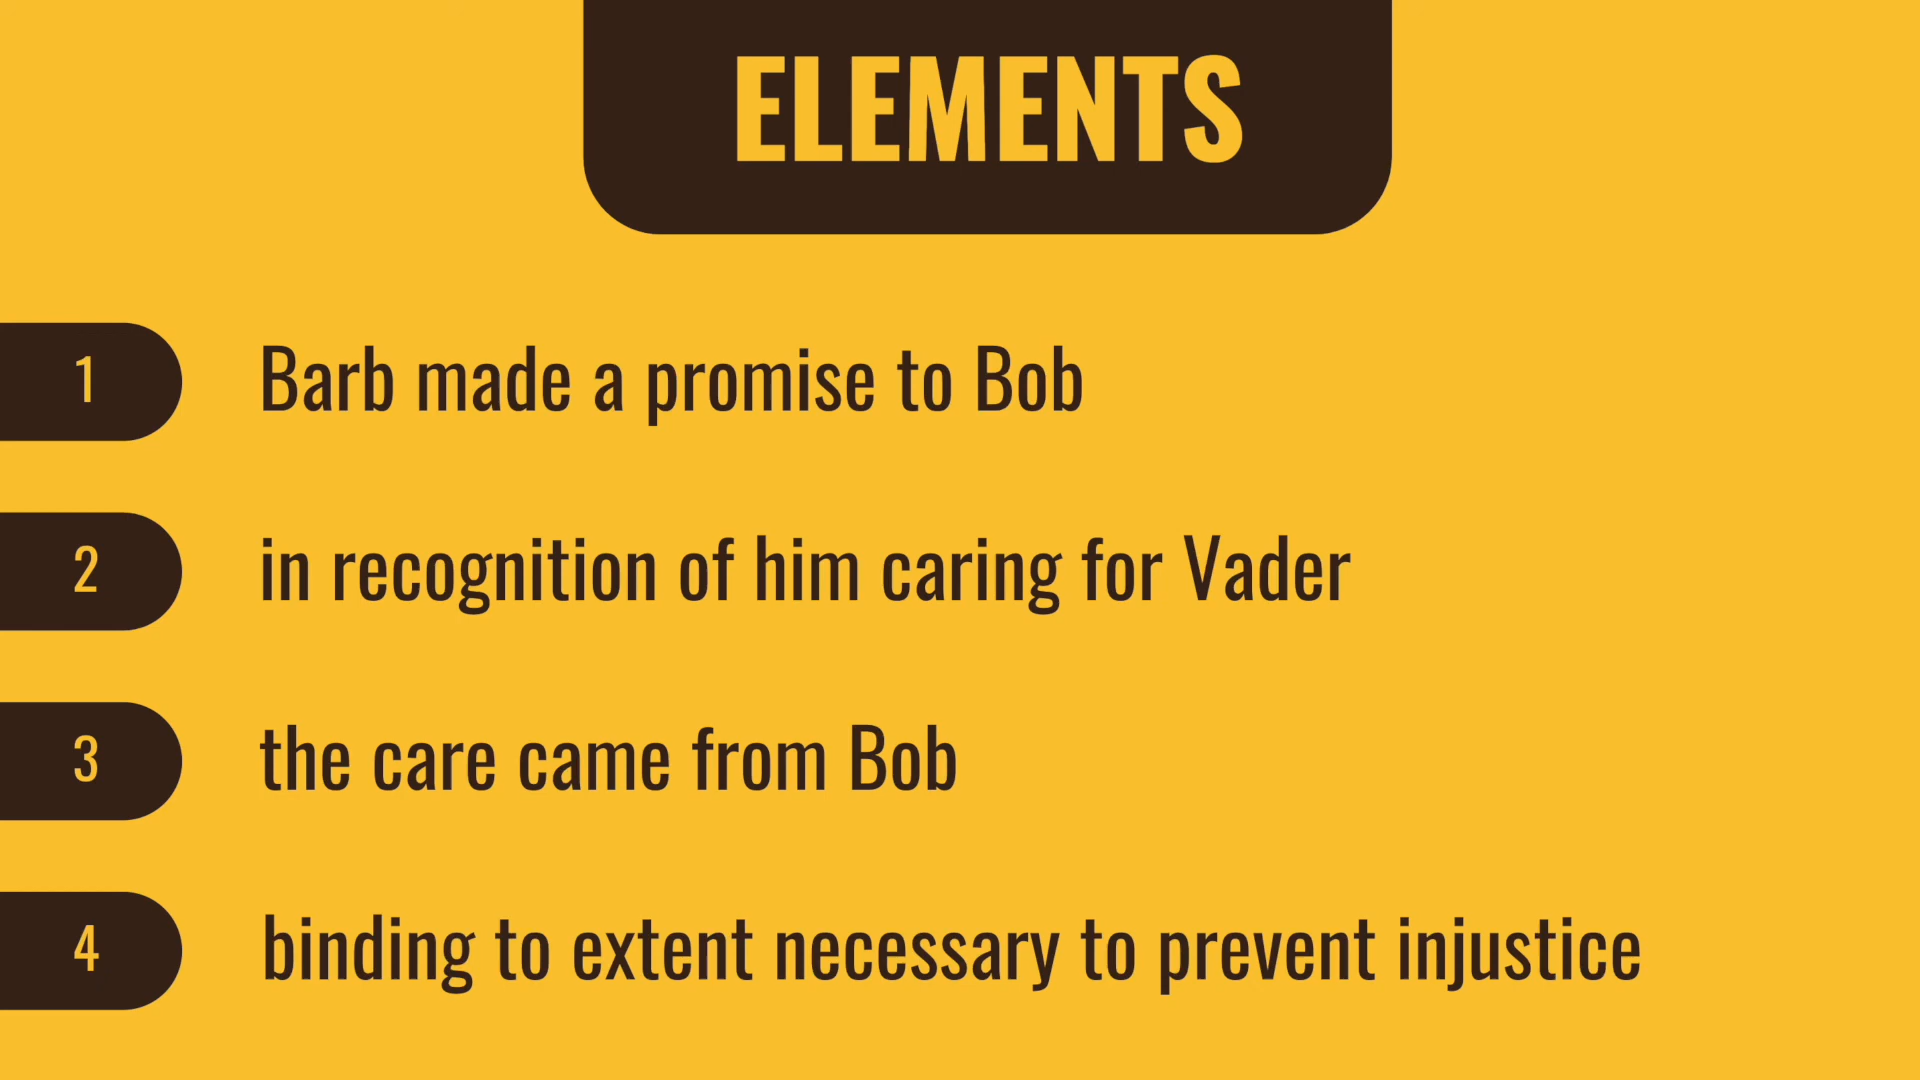 ELEMENTS
1 Barb made a promise to Bob
2 in recognition of him caring for Vader
3 the care came from Bob
4 binding to extent necessary to prevent injustice